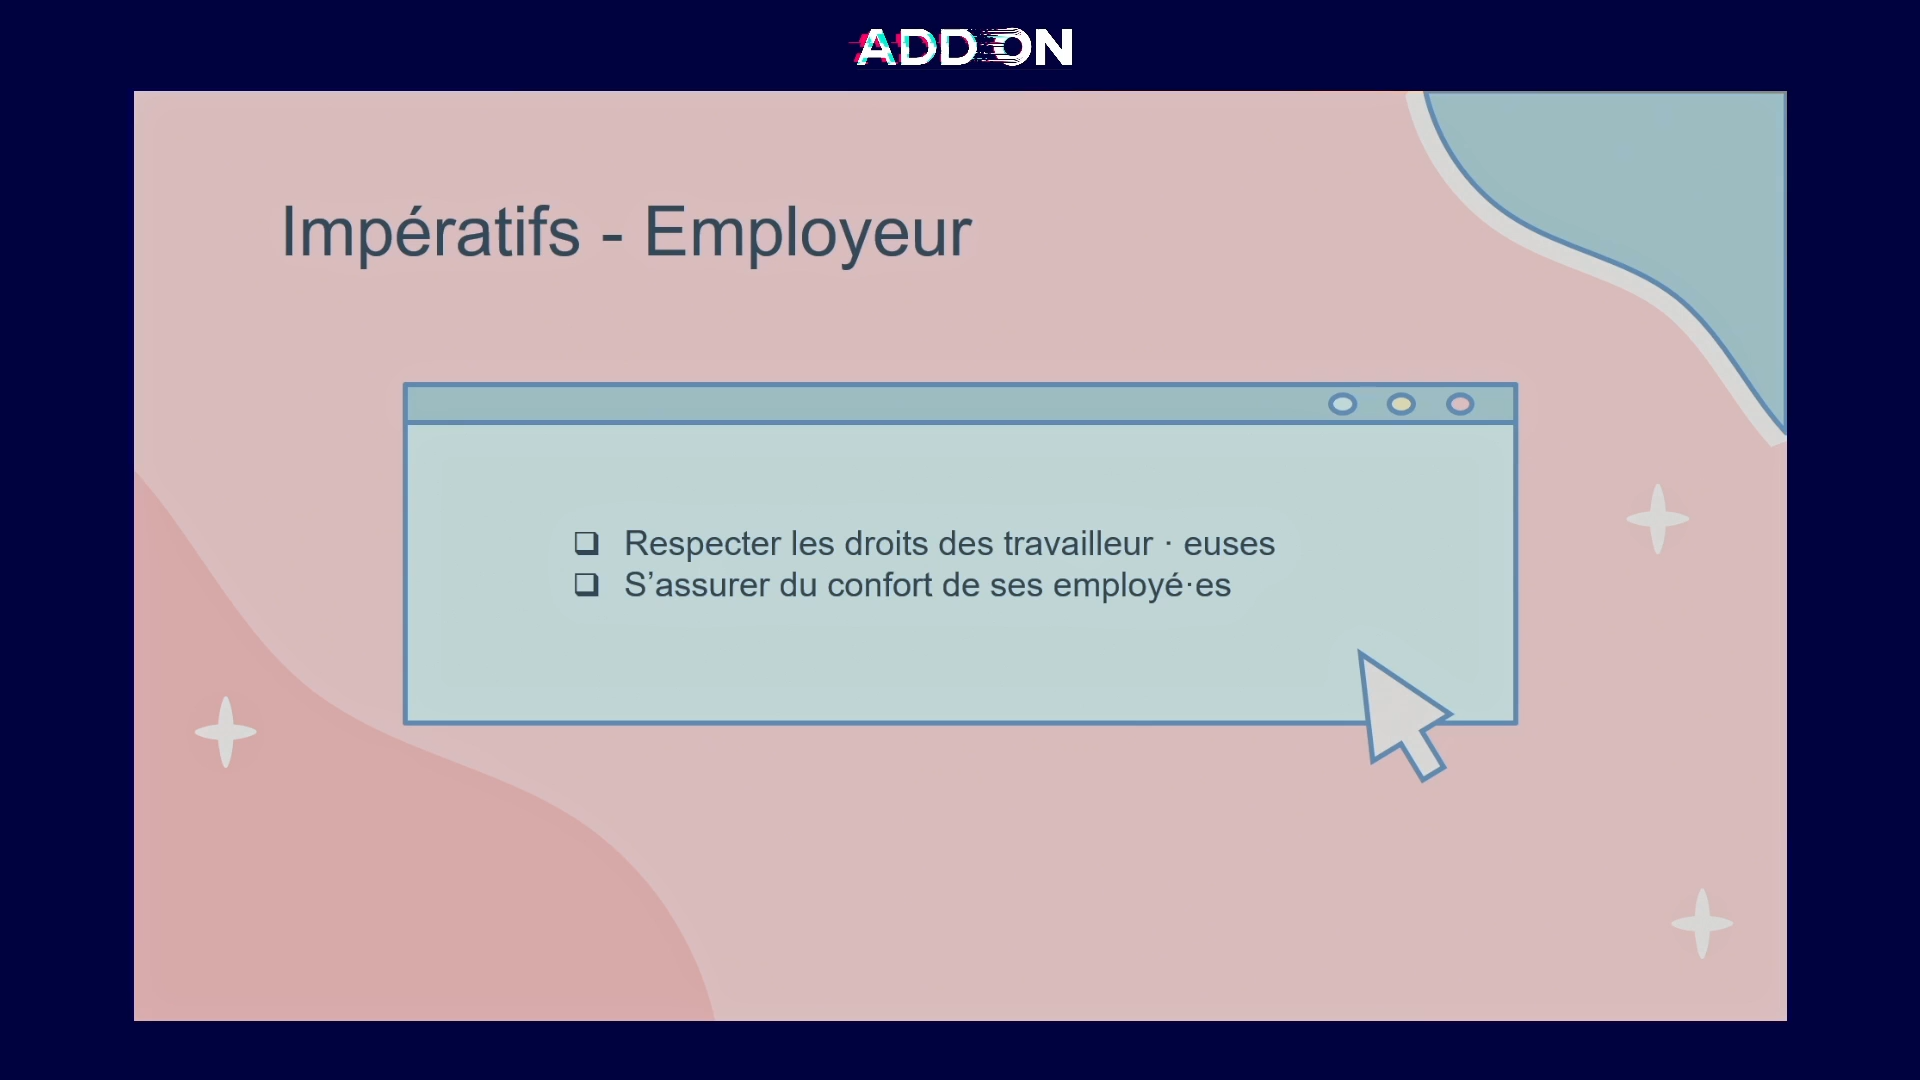 ADDON
Impératifs - Employeur
❑ Respecter les droits des travailleur · euses
❑ S’assurer du confort de ses employé·es